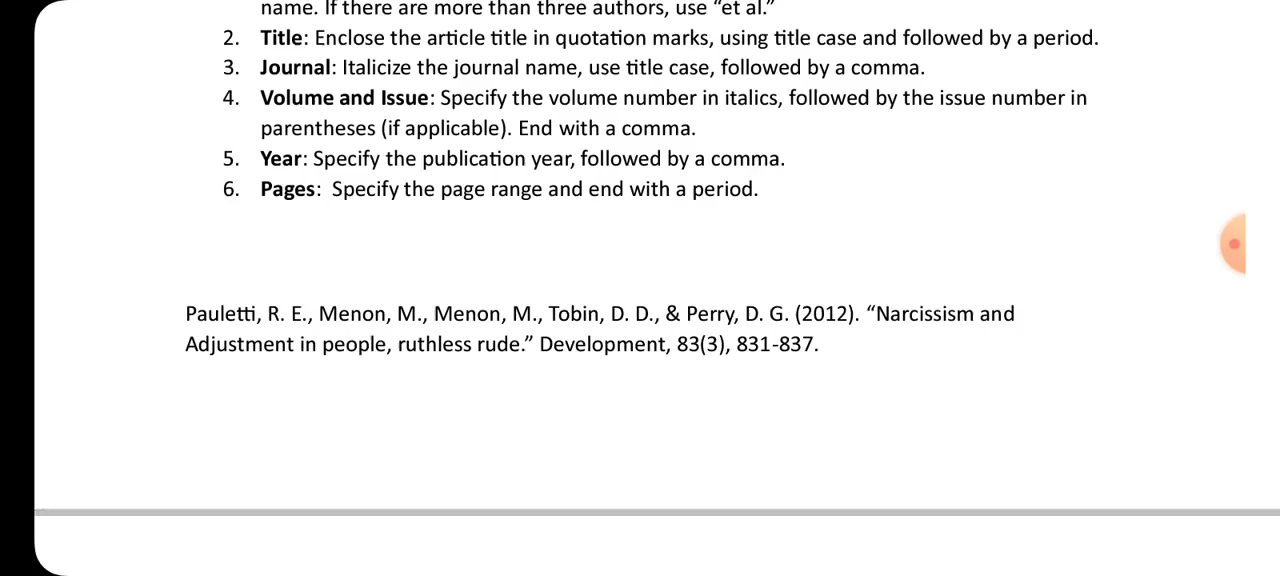 name. If there are more than three authors, use “et al.”
2. Title: Enclose the article title in quotation marks, using title case and followed by a period.
3. Journal: Italicize the journal name, use title case, followed by a comma.
4. Volume and Issue: Specify the volume number in italics, followed by the issue number in
parentheses (if applicable). End with a comma.
5. Year: Specify the publication year, followed by a comma.
6. Pages:  Specify the page range and end with a period.
Pauletti, R. E., Menon, M., Menon, M., Tobin, D. D., & Perry, D. G. (2012). “Narcissism and
Adjustment in people, ruthless rude.” Development, 83(3), 831-837.